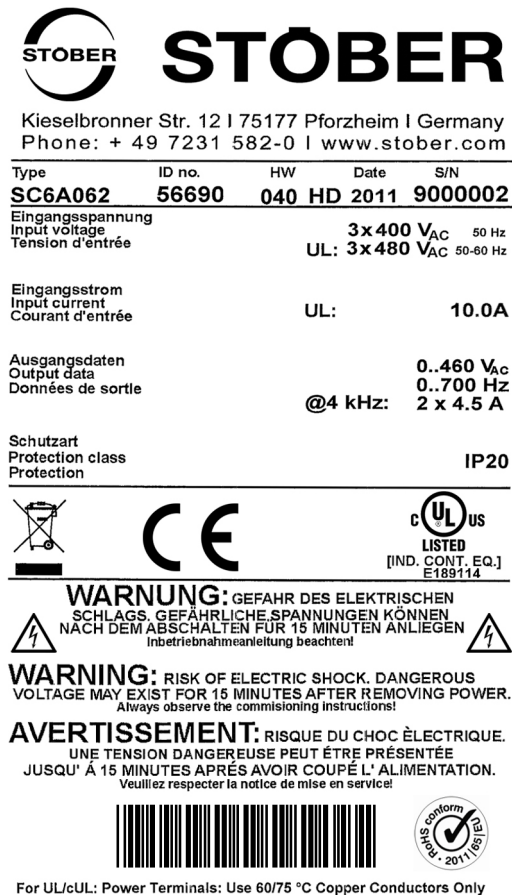 STOBER
STÖBER
Kieselbronner Str. 12 I 75177 Pforzheim I Germany
Phone: + 49 7231 582-0 I www.stober.com
Type ID no. HW Date S/N
SC6A062 56690 040 HD 2011 9000002
Eingangsspannung
Input voltage 3x400 VAC 50 Hz
Tension d'entrée UL: 3x480 VAC 50-60 Hz
Eingangsstrom
Input current UL: 10.0A
Courant d'entrée
Ausgangsdaten 0..460 VAC
Output data 0..700 Hz
Données de sortie @4 kHz: 2 x 4.5 A
Schutzart
Protection class IP20
Protection
CE
C UL US
LISTED
[IND. CONT. EQ.]
E189114
WARNUNG: GEFAHR DES ELEKTRISCHEN
SCHLAGS. GEFÄHRLICHE SPANNUNGEN KÖNNEN
NACH DEM ABSCHALTEN FÜR 15 MINUTEN ANLIEGEN
Inbetriebnahmeanleitung beachten!
WARNING: RISK OF ELECTRIC SHOCK. DANGEROUS
VOLTAGE MAY EXIST FOR 15 MINUTES AFTER REMOVING POWER.
Always observe the commisioning instructions!
AVERTISSEMENT: RISQUE DU CHOC ÈLECTRIQUE.
UNE TENSION DANGEREUSE PEUT ÉTRE PRÉSENTÉE
JUSQU' Á 15 MINUTES APRÉS AVOIR COUPÉ L' ALIMENTATION.
Veuillez respecter la notice de mise en service!
RoHS conform
2011|65|EU
For UL/cUL: Power Terminals: Use 60/75 °C Copper Conductors Only